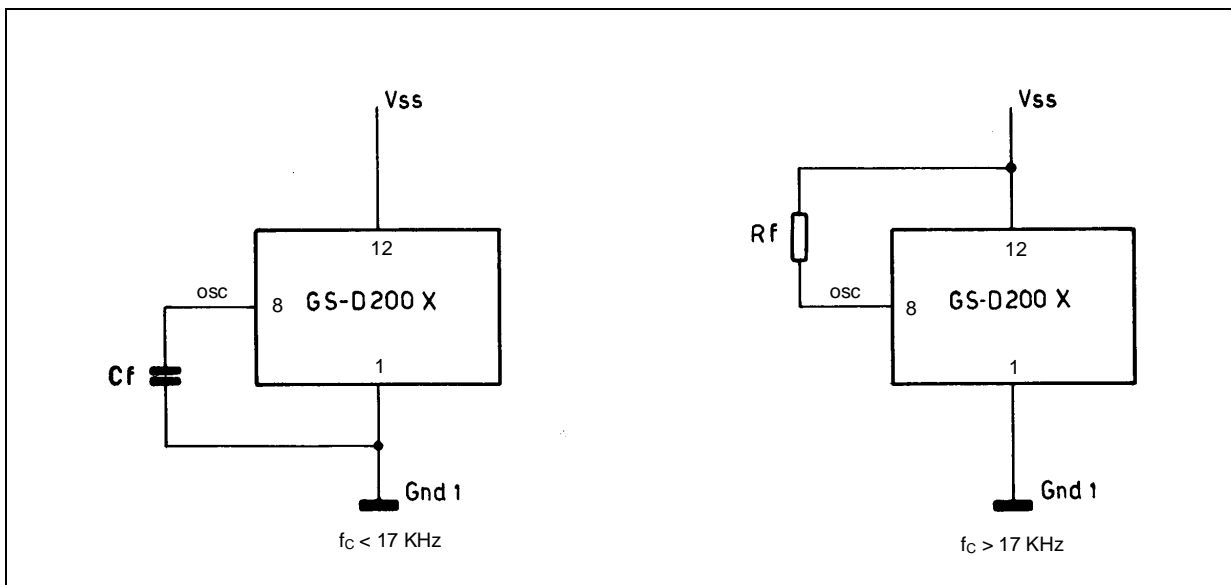 Vss
12
osc
8
GS-D200 X
1
Cf
Gnd 1
fC < 17 KHz
Vss
Rf
12
osc
8
GS-D200 X
1
Gnd 1
fC > 17 KHz